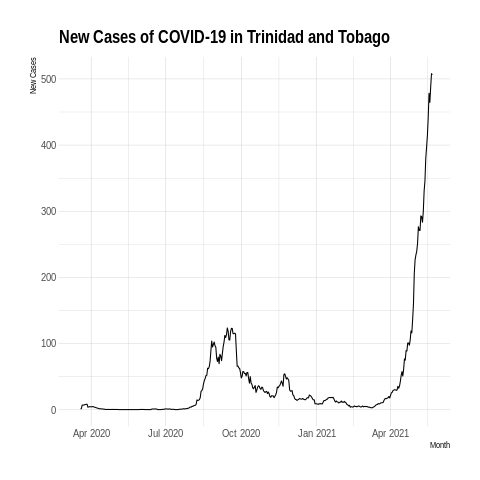 New Cases of COVID-19 in Trinidad and Tobago
New Cases
500
400
300
200
100
0
Apr 2020 Jul 2020 Oct 2020 Jan 2021 Apr 2021
Month